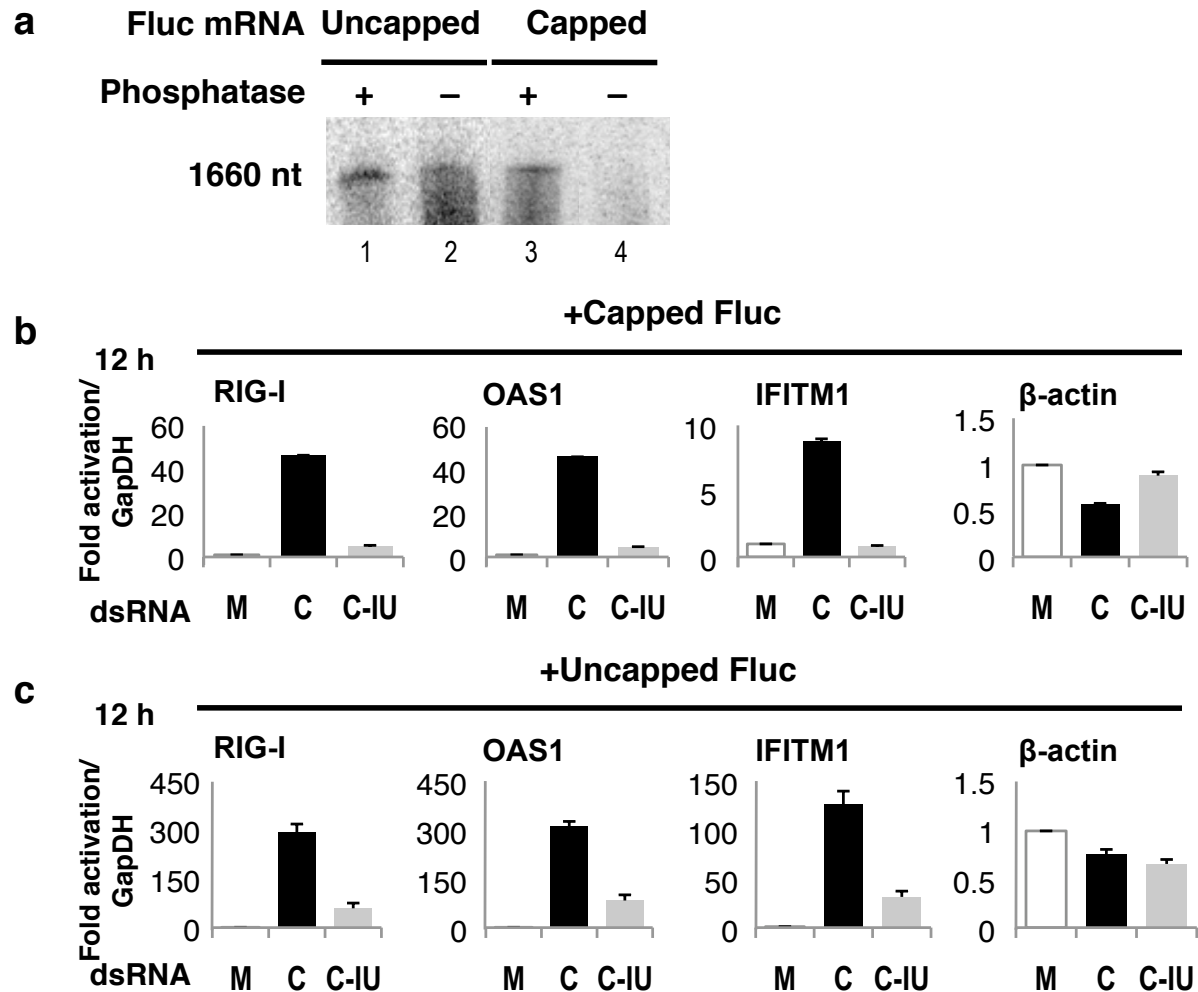 a
Fluc mRNA Uncapped Capped
Phosphatase + – + –
1660 nt
1 2 3 4
b
+Capped Fluc
12 h
Fold activation/
GapDH
RIG-I OAS1 IFITM1 β-actin
60 60 10 1.5
40 40 5 1
20 20 0 0.5
0 0 0
dsRNA M C C-IU M C C-IU M C C-IU M C C-IU
c
+Uncapped Fluc
12 h
Fold activation/
GapDH
RIG-I OAS1 IFITM1 β-actin
450 450 150 1.5
300 300 100 1
150 150 50 0.5
0 0 0 0
dsRNA M C C-IU M C C-IU M C C-IU M C C-IU